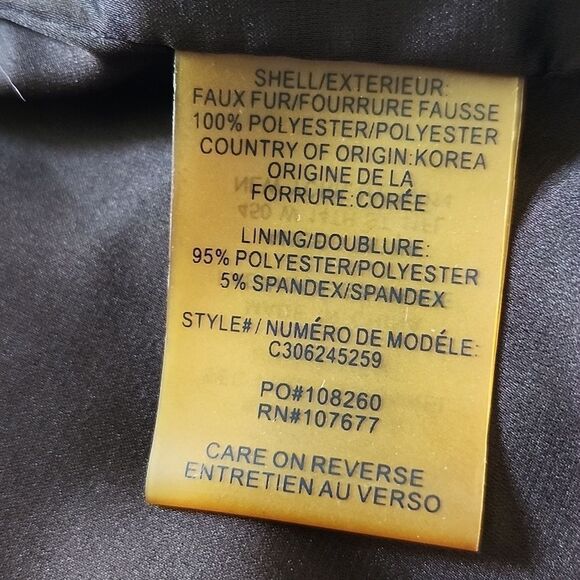 SHELL/EXTERIEUR:
FAUX FUR/FOURRURE FAUSSE
100% POLYESTER/POLYESTER
COUNTRY OF ORIGIN:KOREA
ORIGINE DE LA
FORRURE:CORÉE
LINING/DOUBLURE:
95% POLYESTER/POLYESTER
5% SPANDEX/SPANDEX
STYLE#/ NUMÉRO DE MODÉLE:
C306245259
PO#108260
RN#107677
CARE ON REVERSE
ENTRETIEN AU VERSO